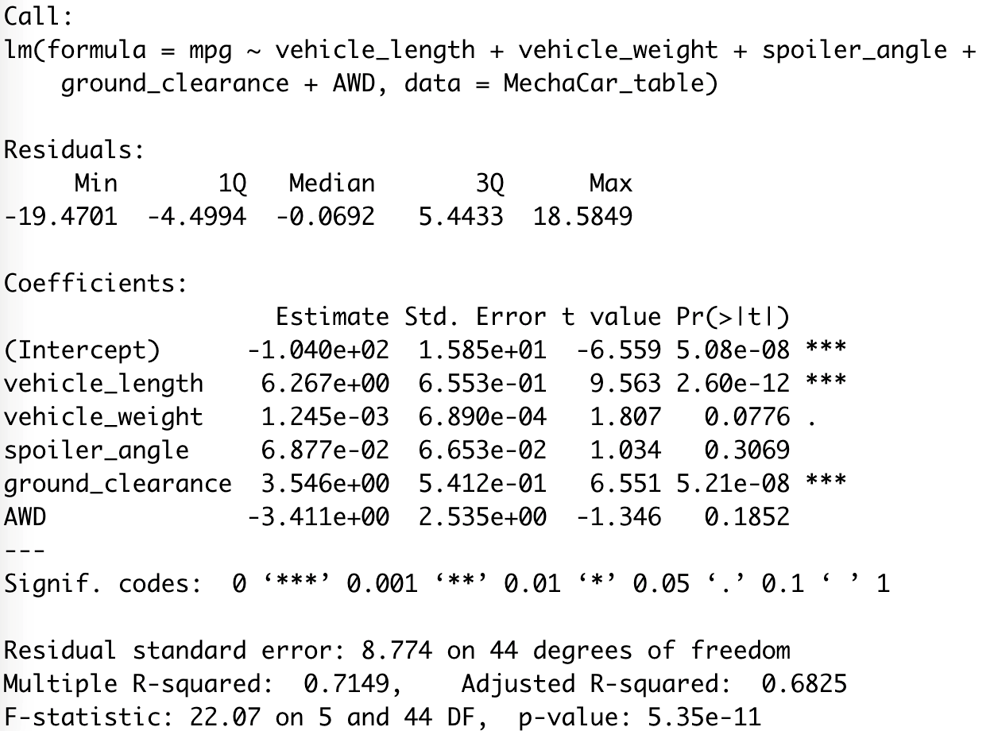 Call:
lm(formula = mpg ~ vehicle_length + vehicle_weight + spoiler_angle +
    ground_clearance + AWD, data = MechaCar_table)

Residuals:
     Min       1Q   Median       3Q      Max
-19.4701  -4.4994  -0.0692   5.4433  18.5849

Coefficients:
                   Estimate Std. Error t value Pr(>|t|)
(Intercept)      -1.040e+02  1.585e+01  -6.559 5.08e-08 ***
vehicle_length    6.267e+00  6.553e-01   9.563 2.60e-12 ***
vehicle_weight    1.245e-03  6.890e-04   1.807   0.0776 .
spoiler_angle     6.877e-02  6.653e-02   1.034   0.3069
ground_clearance  3.546e+00  5.412e-01   6.551 5.21e-08 ***
AWD              -3.411e+00  2.535e+00  -1.346   0.1852
---
Signif. codes:  0 ‘***’ 0.001 ‘**’ 0.01 ‘*’ 0.05 ‘.’ 0.1 ‘ ’ 1

Residual standard error: 8.774 on 44 degrees of freedom
Multiple R-squared:  0.7149,    Adjusted R-squared:  0.6825
F-statistic: 22.07 on 5 and 44 DF,  p-value: 5.35e-11